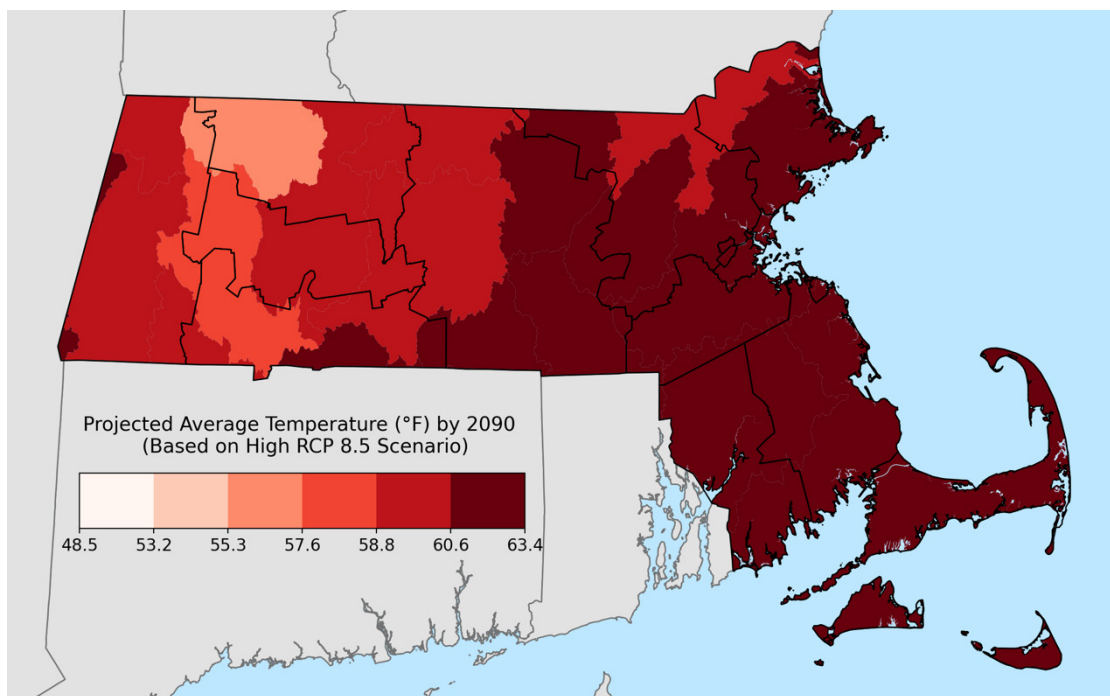 Projected Average Temperature (°F) by 2090
(Based on High RCP 8.5 Scenario)
48.5 53.2 55.3 57.6 58.8 60.6 63.4